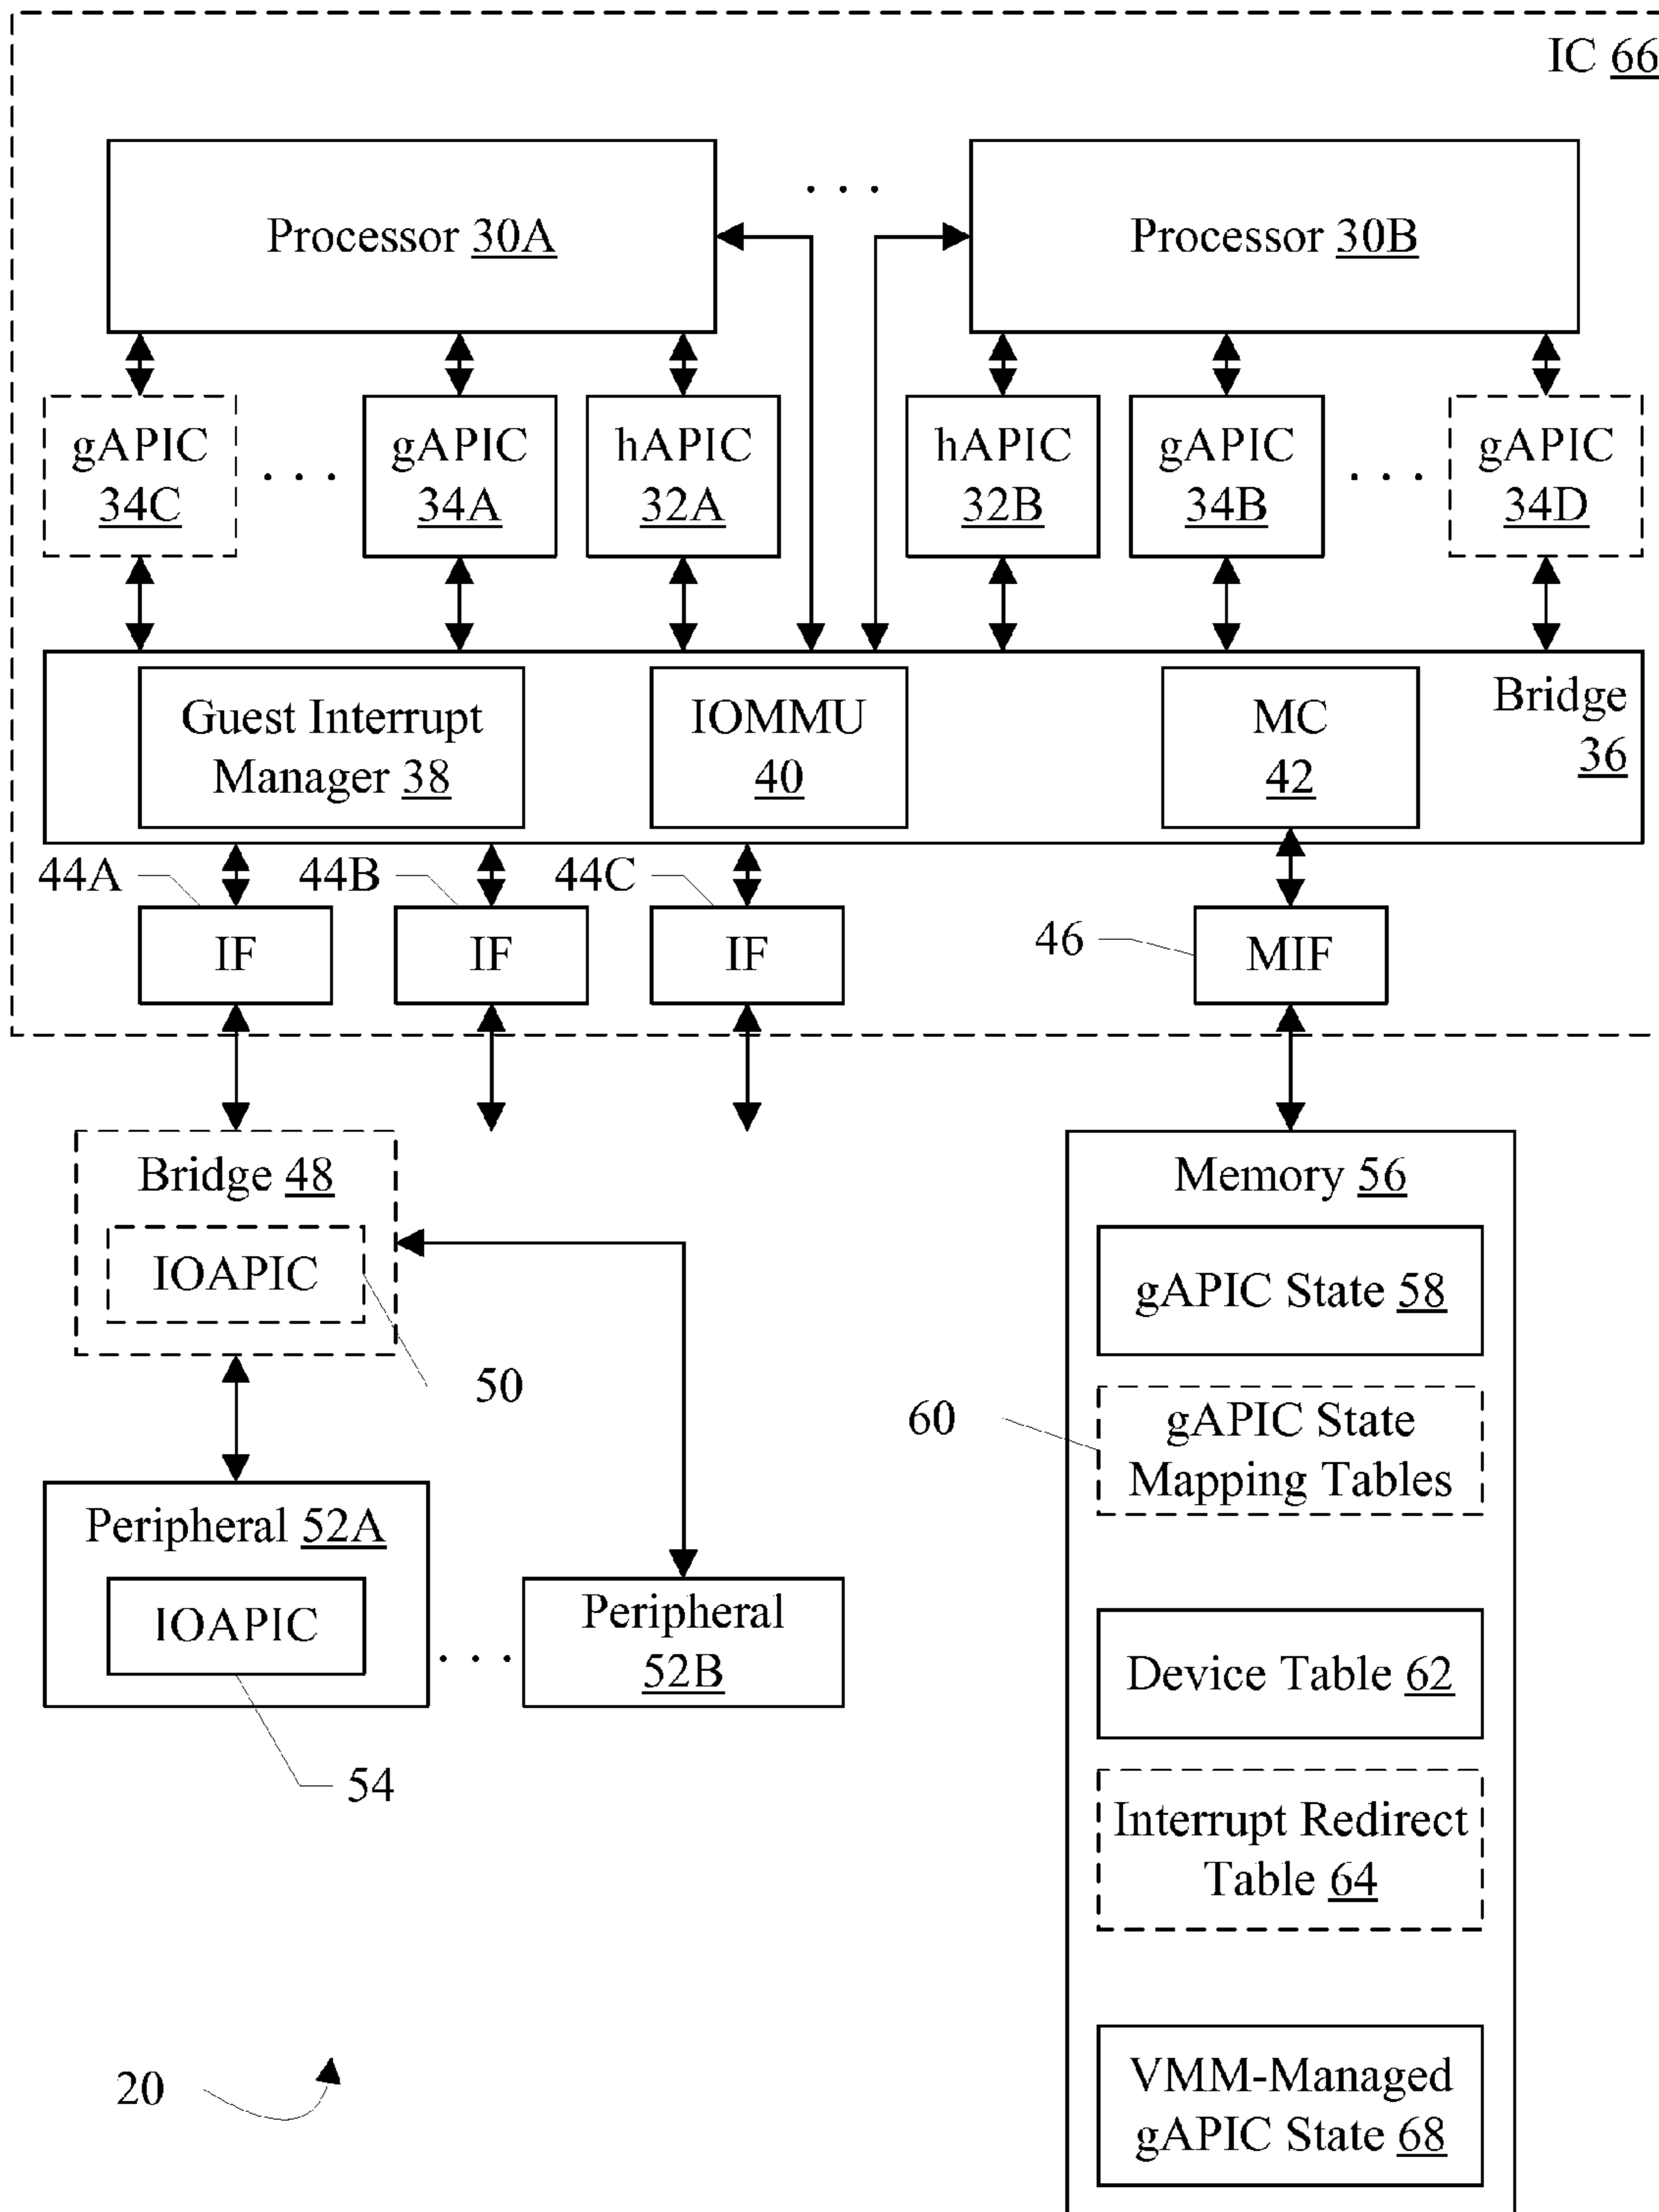 IC 66
. . .
Processor 30A
Processor 30B
gAPIC
34C
. . .
gAPIC
34A
hAPIC
32A
hAPIC
32B
gAPIC
34B
. . .
gAPIC
34D
Guest Interrupt
Manager 38
IOMMU
40
MC
42
Bridge
36
44A
44B
44C
IF
IF
IF
46
MIF
Bridge 48
IOAPIC
50
Peripheral 52A
IOAPIC
54
. . .
Peripheral
52B
Memory 56
gAPIC State 58
60
gAPIC State
Mapping Tables
Device Table 62
Interrupt Redirect
Table 64
VMM-Managed
gAPIC State 68
20